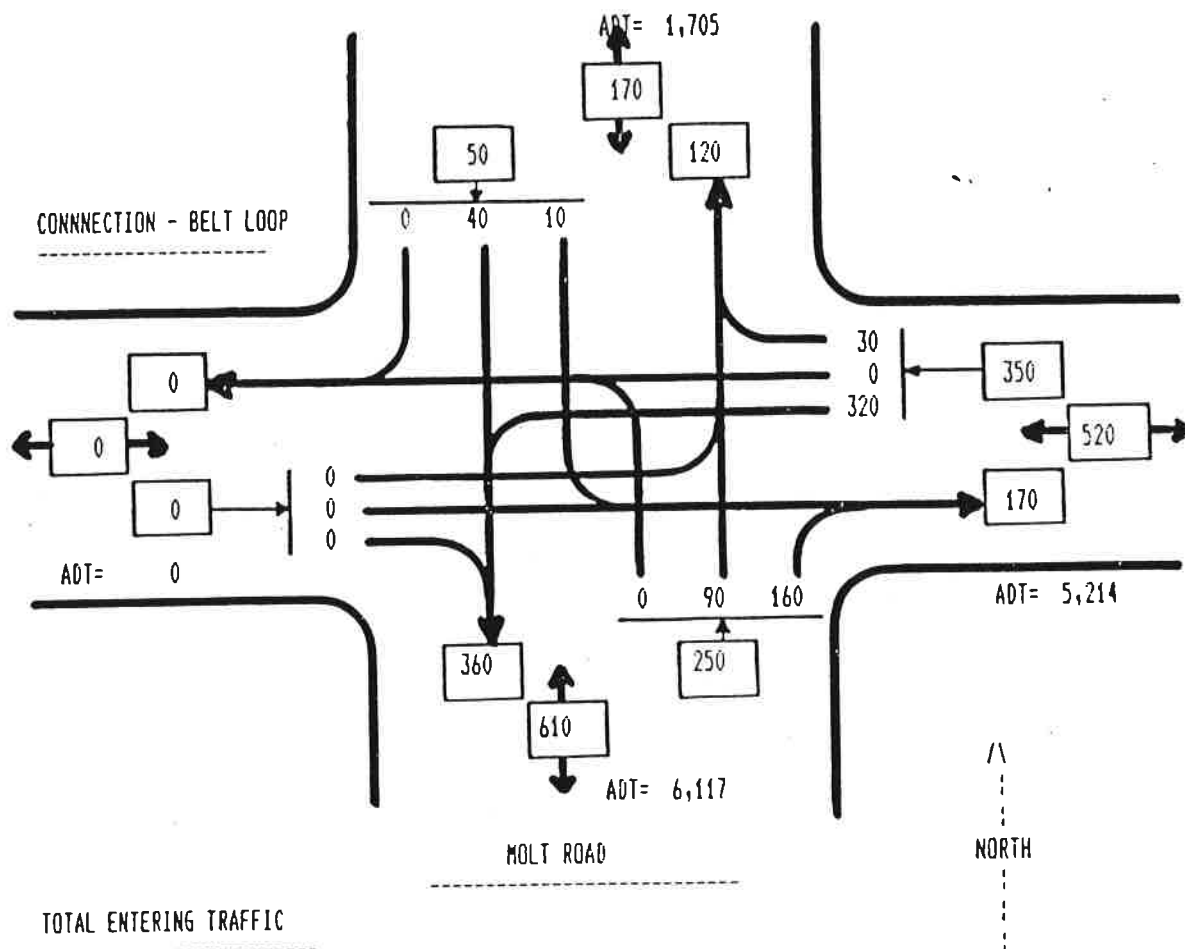 ADT= 1,705
170
50
120
0 40 10
CONNNECTION - BELT LOOP
30
0
350
0
320
0
520
0
0
170
0
0
ADT= 0
0 90 160
ADT= 5,214
360
250
610
ADT= 6,117
MOLT ROAD
NORTH
TOTAL ENTERING TRAFFIC